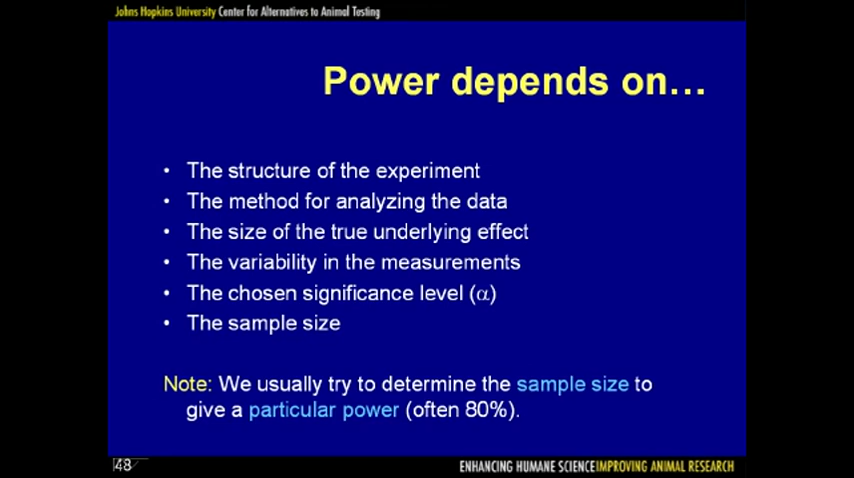 Johns Hopkins University Center for Alternatives to Animal Testing
Power depends on…
• The structure of the experiment
• The method for analyzing the data
• The size of the true underlying effect
• The variability in the measurements
• The chosen significance level (α)
• The sample size
Note: We usually try to determine the sample size to
give a particular power (often 80%).
48
ENHANCING HUMANE SCIENCE IMPROVING ANIMAL RESEARCH